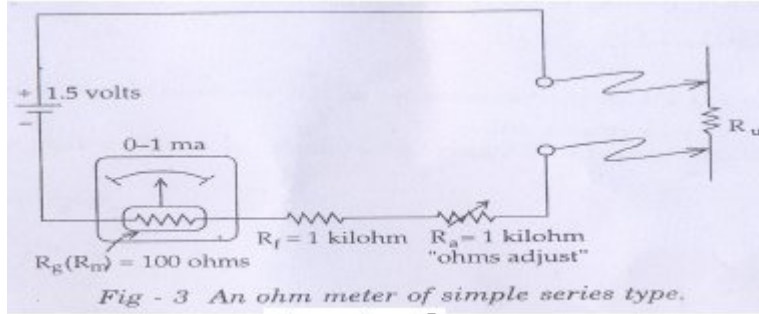 + 1.5 volts
−
0–1 ma
R_u
R_f = 1 kilohm R_a = 1 kilohm
"ohms adjust"
R_g(R_m) = 100 ohms
Fig - 3 An ohm meter of simple series type.